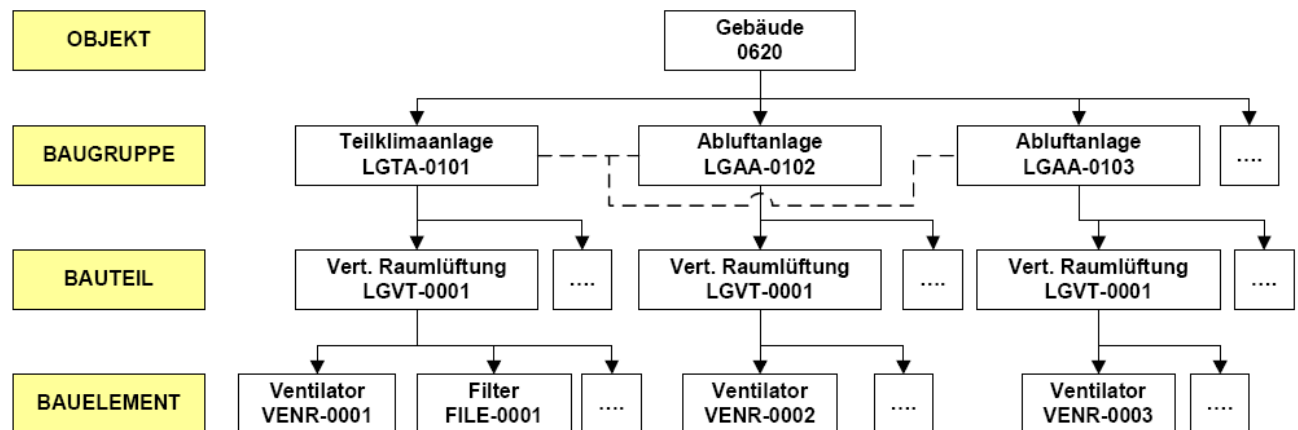 OBJEKT
Gebäude
0620
BAUGRUPPE
Teilklimaanlage
LGTA-0101
Abluftanlage
LGAA-0102
Abluftanlage
LGAA-0103
....
BAUTEIL
Vert. Raumlüftung
LGVT-0001
....
Vert. Raumlüftung
LGVT-0001
....
Vert. Raumlüftung
LGVT-0001
....
BAUELEMENT
Ventilator
VENR-0001
Filter
FILE-0001
....
Ventilator
VENR-0002
....
Ventilator
VENR-0003
....